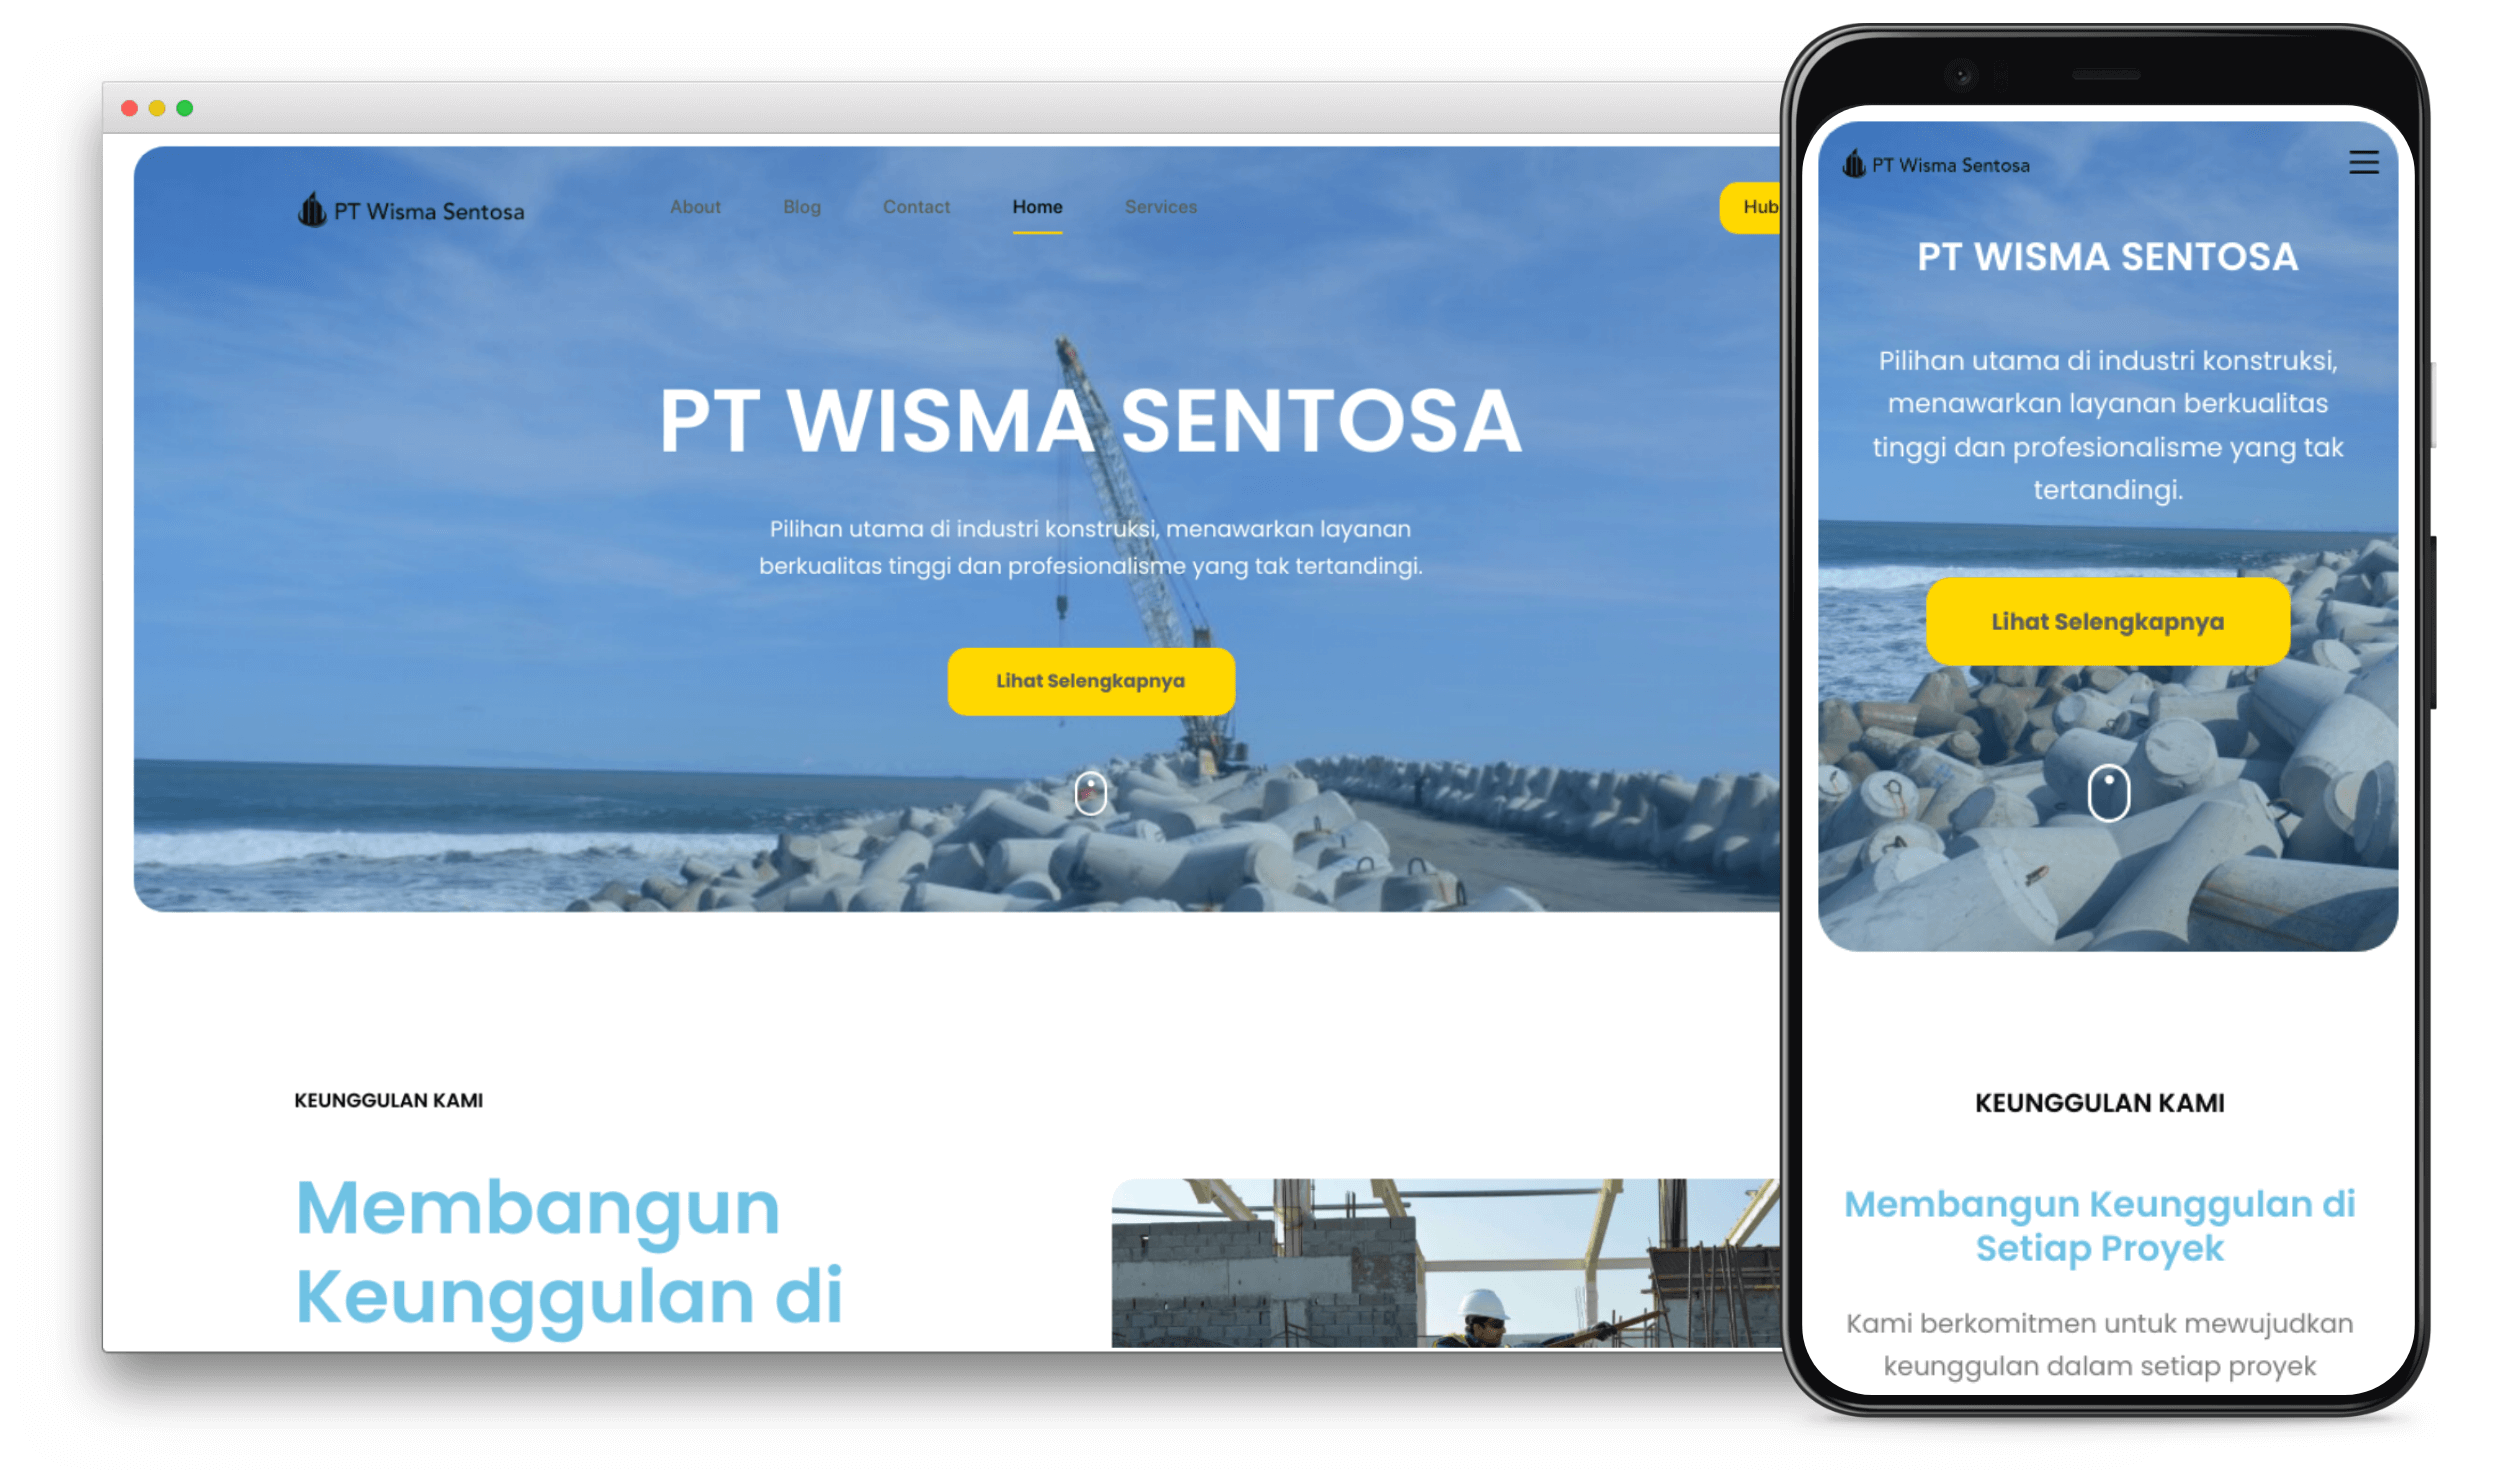 PT Wisma Sentosa
About
Blog
Contact
Home
Services
Hub
PT WISMA SENTOSA
Pilihan utama di industri konstruksi, menawarkan layanan
berkualitas tinggi dan profesionalisme yang tak tertandingi.
Lihat Selengkapnya
KEUNGGULAN KAMI
Membangun
Keunggulan di
PT Wisma Sentosa
PT WISMA SENTOSA
Pilihan utama di industri konstruksi,
menawarkan layanan berkualitas
tinggi dan profesionalisme yang tak
tertandingi.
Lihat Selengkapnya
KEUNGGULAN KAMI
Membangun Keunggulan di
Setiap Proyek
Kami berkomitmen untuk mewujudkan
keunggulan dalam setiap proyek